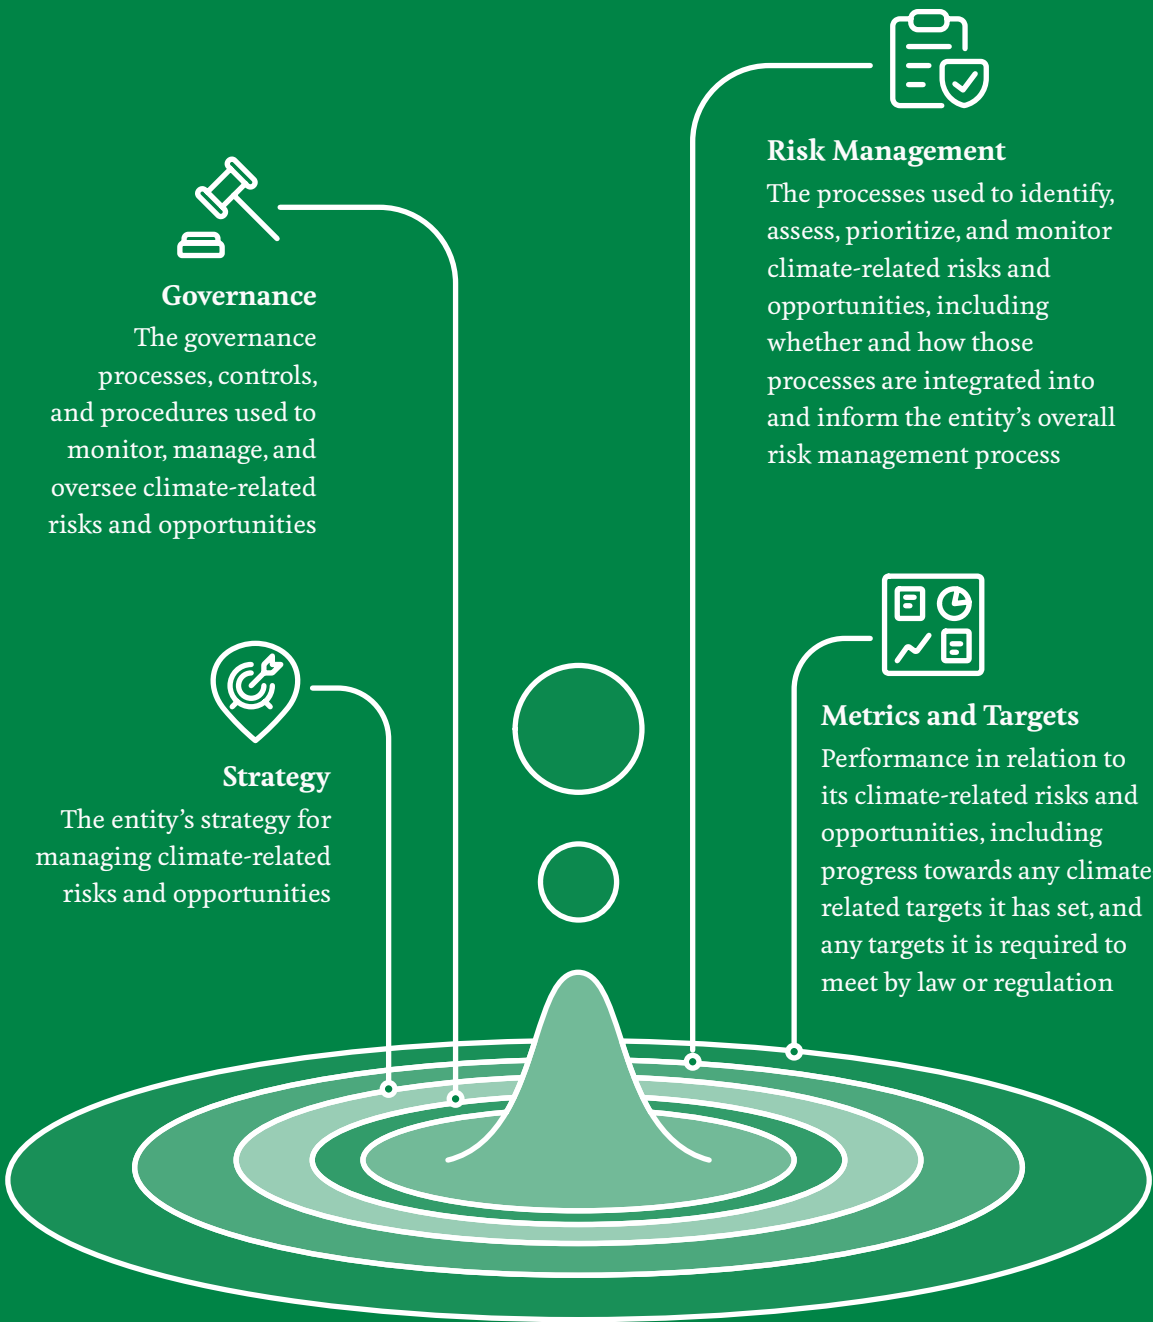 Governance
The governance
processes, controls,
and procedures used to
monitor, manage, and
oversee climate-related
risks and opportunities
Strategy
The entity’s strategy for
managing climate-related
risks and opportunities
Risk Management
The processes used to identify,
assess, prioritize, and monitor
climate-related risks and
opportunities, including
whether and how those
processes are integrated into
and inform the entity’s overall
risk management process
Metrics and Targets
Performance in relation to
its climate-related risks and
opportunities, including
progress towards any climate
related targets it has set, and
any targets it is required to
meet by law or regulation